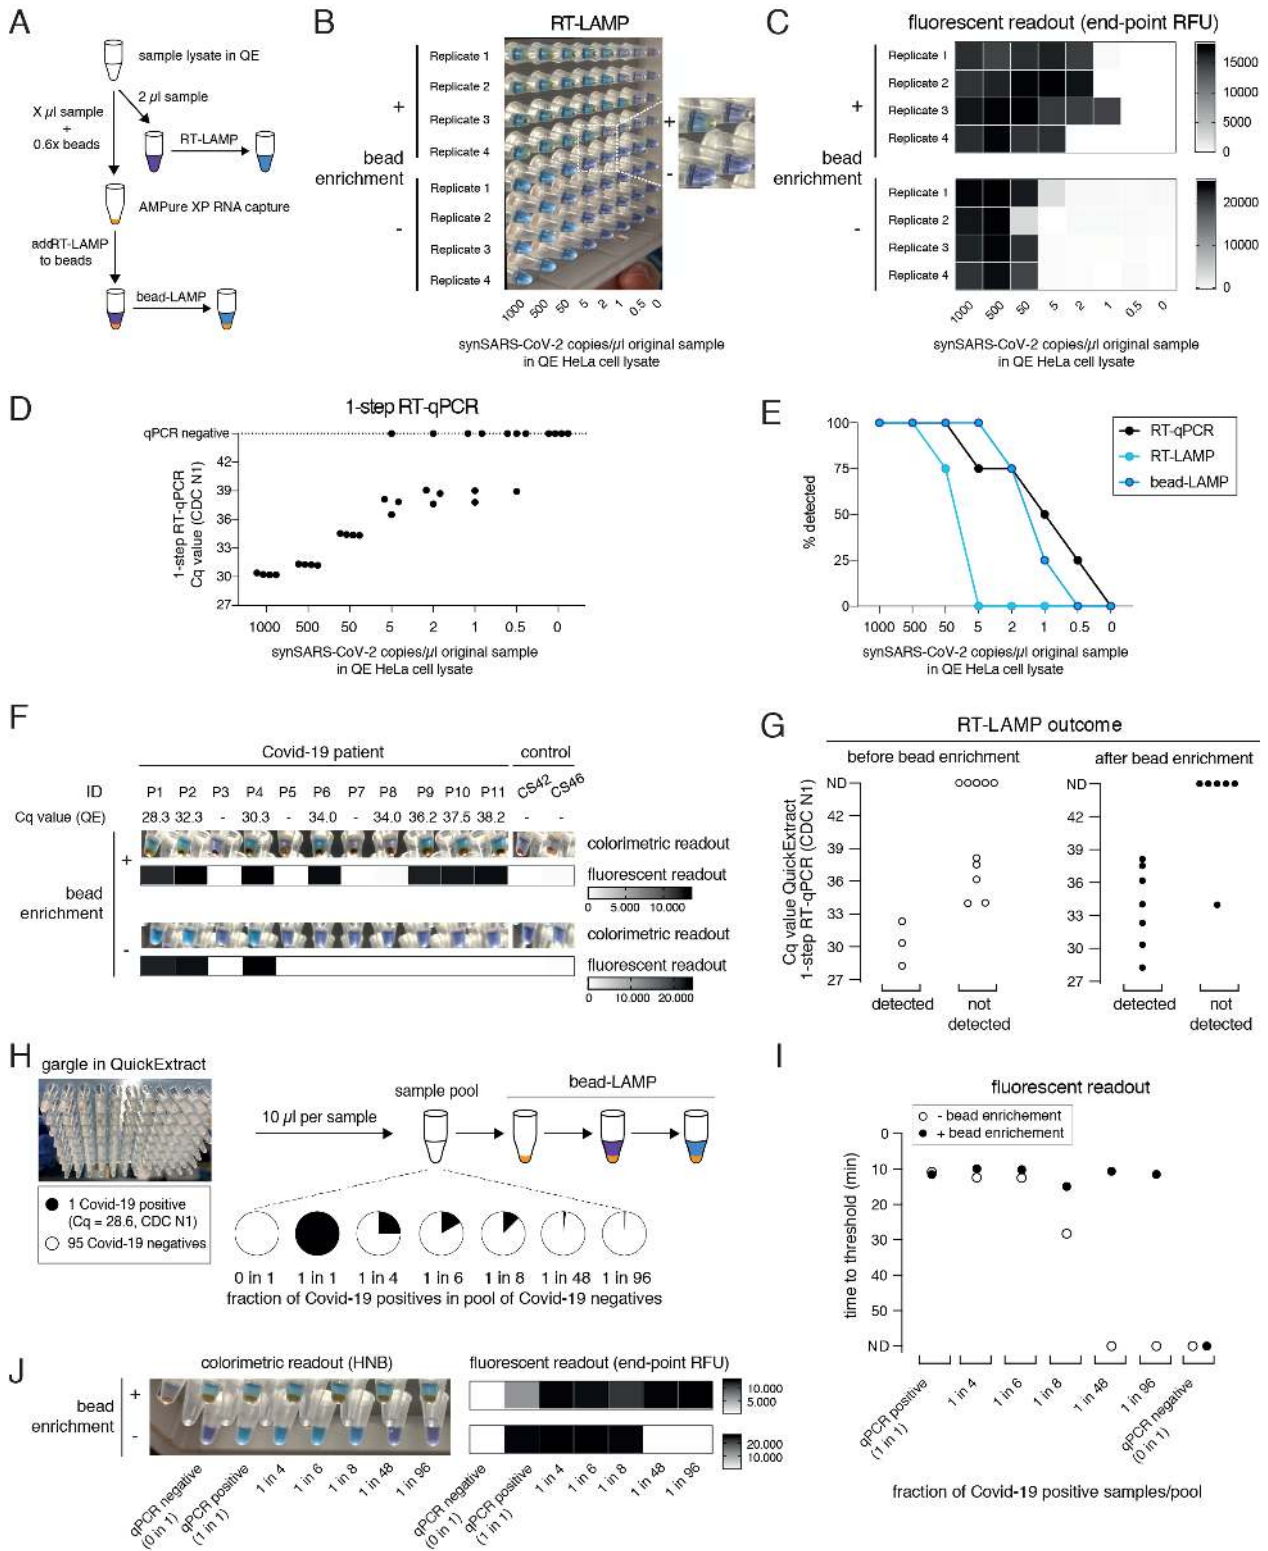 A
sample lysate in QE
X µl sample
+
0.6x beads
2 µl sample
RT-LAMP
AMPure XP RNA capture
addRT-LAMP
to beads
bead-LAMP
B
RT-LAMP
Replicate 1
Replicate 2
Replicate 3
Replicate 4
+
bead
enrichment
-
Replicate 1
Replicate 2
Replicate 3
Replicate 4
+
-
1000 500 50 5 2 1 0.5 0
synSARS-CoV-2 copies/µl original sample
in QE HeLa cell lysate
C
fluorescent readout (end-point RFU)
Replicate 1
Replicate 2
Replicate 3
Replicate 4
+
bead
enrichment
-
Replicate 1
Replicate 2
Replicate 3
Replicate 4
15000
10000
5000
0
20000
10000
0
1000 500 50 5 2 1 0.5 0
synSARS-CoV-2 copies/µl original sample
in QE HeLa cell lysate
D
1-step RT-qPCR
qPCR negative
42
39
36
33
30
27
1-step RT-qPCR
Cq value (CDC N1)
1000 500 50 5 2 1 0.5 0
synSARS-CoV-2 copies/µl original sample
in QE HeLa cell lysate
E
100
75
50
25
0
% detected
RT-qPCR
RT-LAMP
bead-LAMP
1000 500 50 5 2 1 0.5 0
synSARS-CoV-2 copies/µl original sample
in QE HeLa cell lysate
F
Covid-19 patient control
ID P1 P2 P3 P4 P5 P6 P7 P8 P9 P10 P11 CS42 CS46
Cq value (QE) 28.3 32.3 - 30.3 - 34.0 - 34.0 36.2 37.5 38.2 - -
+
bead
enrichment
-
colorimetric readout
fluorescent readout
0 5.000 10.000
colorimetric readout
fluorescent readout
0 10.000 20.000
G
RT-LAMP outcome
before bead enrichment
after bead enrichment
Cq value QuickExtract
1-step RT-qPCR (CDC N1)
ND
42
39
36
33
30
27
detected
not
detected
ND
42
39
36
33
30
27
detected
not
detected
H
gargle in QuickExtract
1 Covid-19 positive
(Cq = 28.6, CDC N1)
95 Covid-19 negatives
10 µl per sample
sample pool
bead-LAMP
0 in 1 1 in 1 1 in 4 1 in 6 1 in 8 1 in 48 1 in 96
fraction of Covid-19 positives in pool of Covid-19 negatives
I
fluorescent readout
- bead enrichement
+ bead enrichement
time to threshold (min)
0
10
20
30
40
50
ND
qPCR positive
(1 in 1)
1 in 4
1 in 6
1 in 8
1 in 48
1 in 96
qPCR negative
(0 in 1)
fraction of Covid-19 positive samples/pool
J
colorimetric readout (HNB)
fluorescent readout (end-point RFU)
bead
enrichment
+
-
10.000
5.000
20.000
10.000
qPCR negative
(0 in 1)
qPCR positive
(1 in 1)
1 in 4
1 in 6
1 in 8
1 in 48
1 in 96
qPCR negative
(0 in 1)
qPCR positive
(1 in 1)
1 in 4
1 in 6
1 in 8
1 in 48
1 in 96